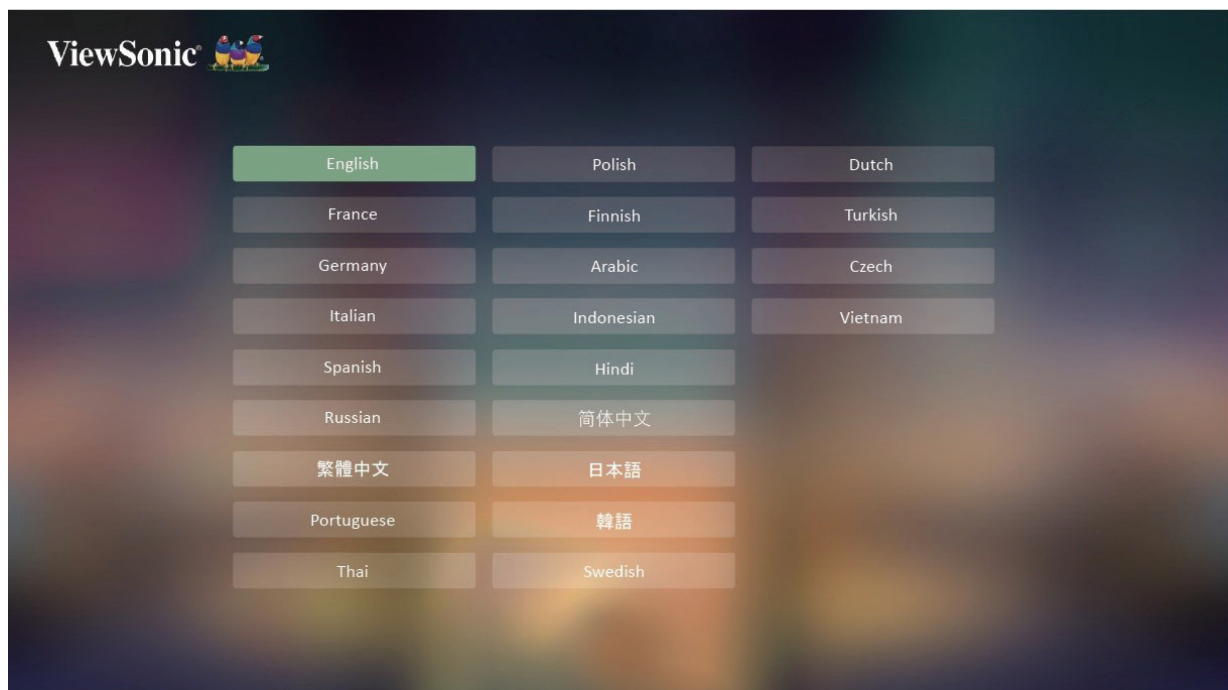 ViewSonic®
English
France
Germany
Italian
Spanish
Russian
繁體中文
Portuguese
Thai
Polish
Finnish
Arabic
Indonesian
Hindi
简体中文
日本語
韓語
Swedish
Dutch
Turkish
Czech
Vietnam